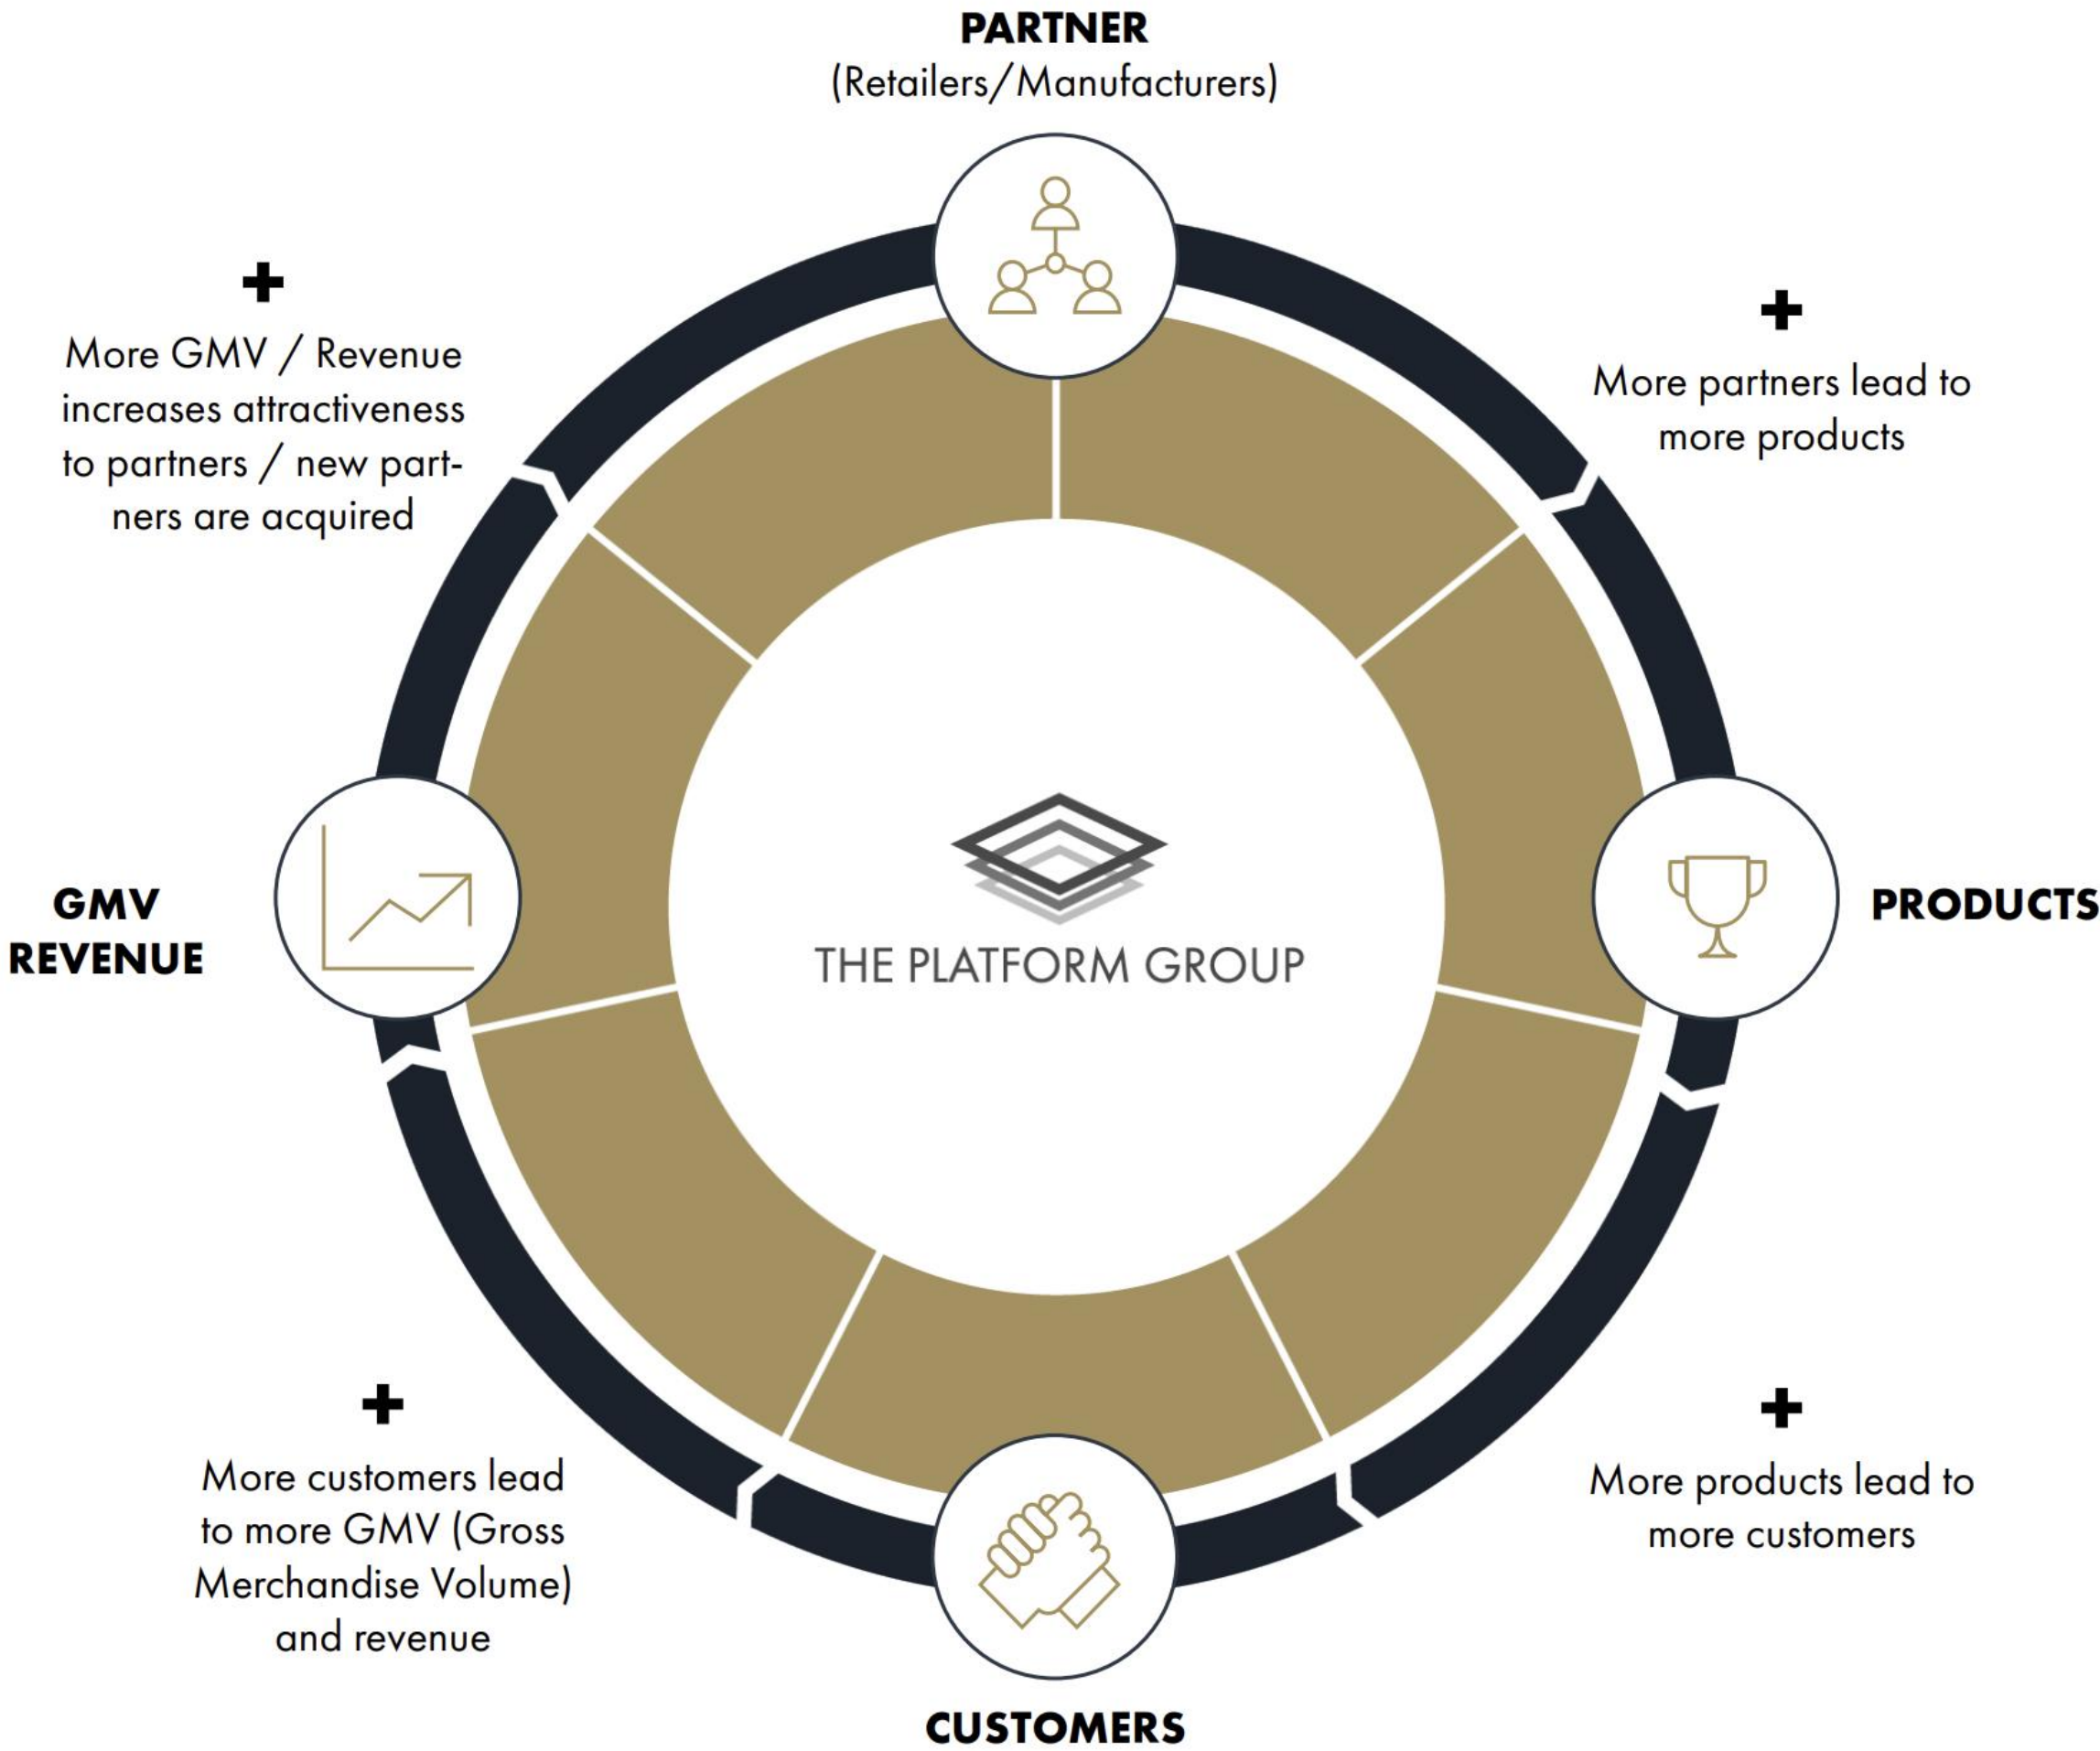 PARTNER
(Retailers/Manufacturers)
+
More GMV / Revenue
increases attractiveness
to partners / new part-
ners are acquired
+
More partners lead to
more products
GMV
REVENUE
THE PLATFORM GROUP
PRODUCTS
+
More customers lead
to more GMV (Gross
Merchandise Volume)
and revenue
+
More products lead to
more customers
CUSTOMERS